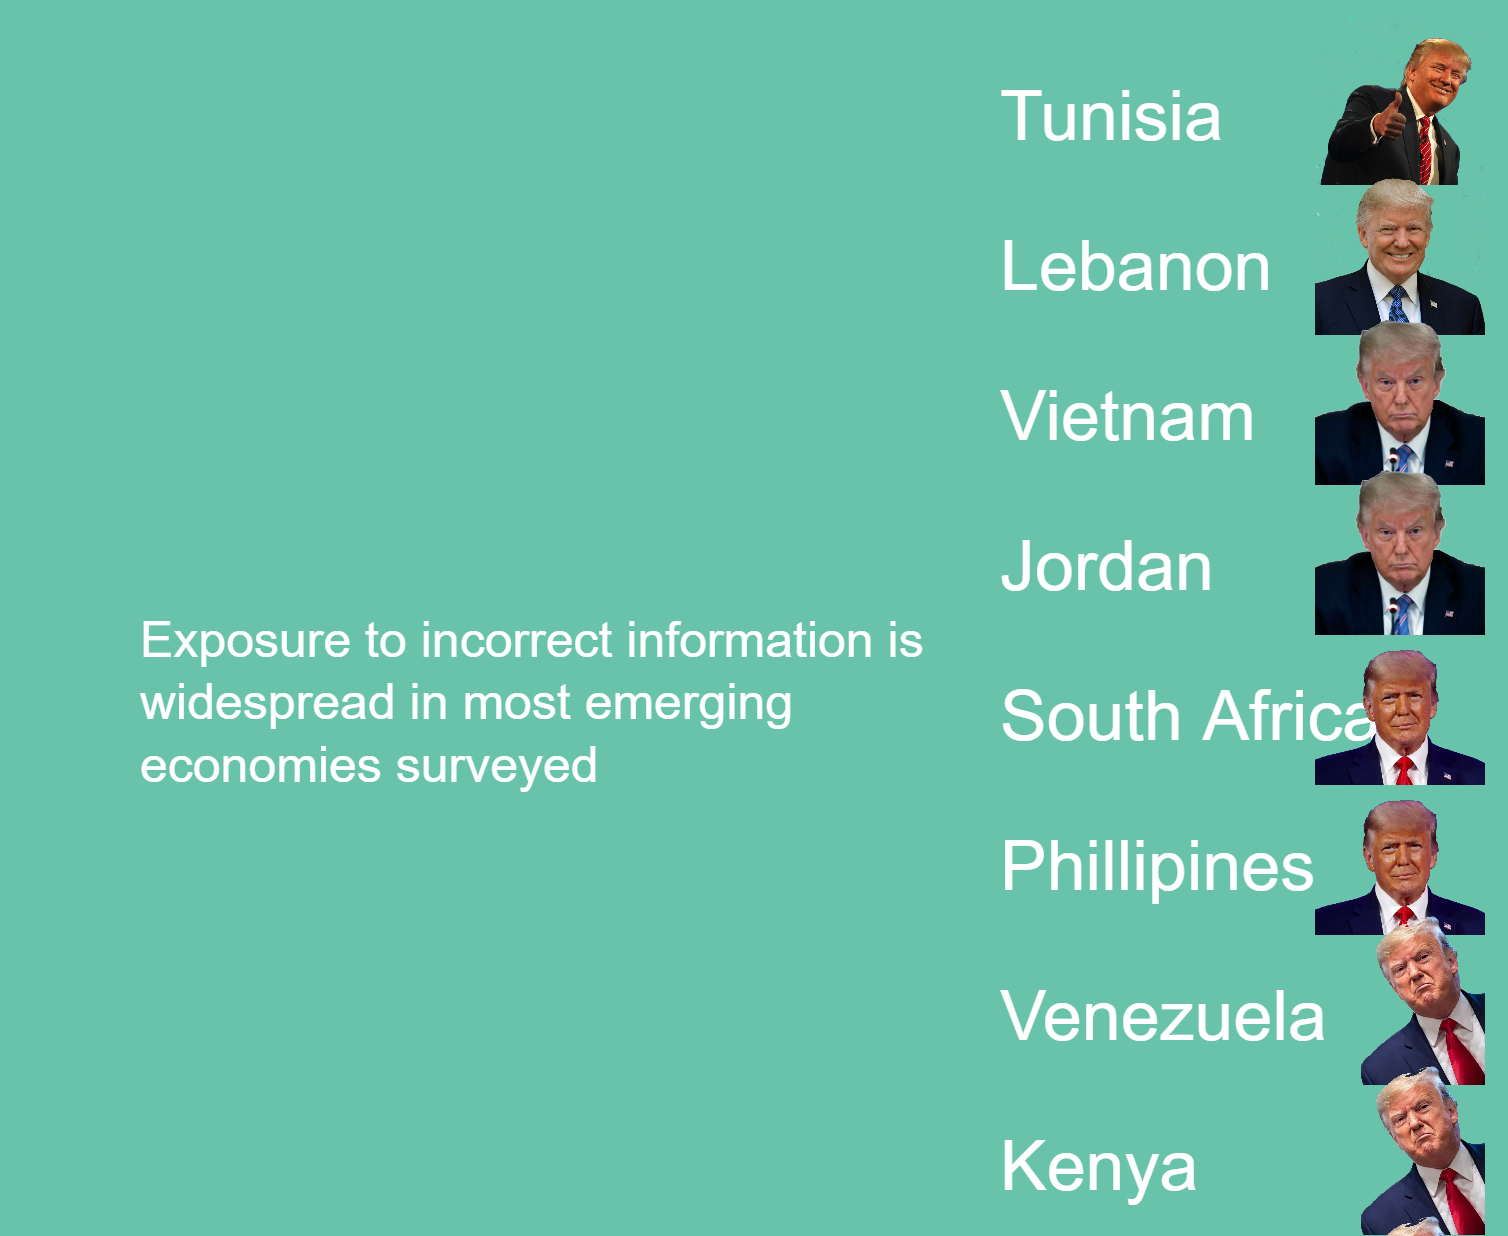 Exposure to incorrect information is
widespread in most emerging
economies surveyed
Tunisia
Lebanon
Vietnam
Jordan
South Africa
Phillipines
Venezuela
Kenya